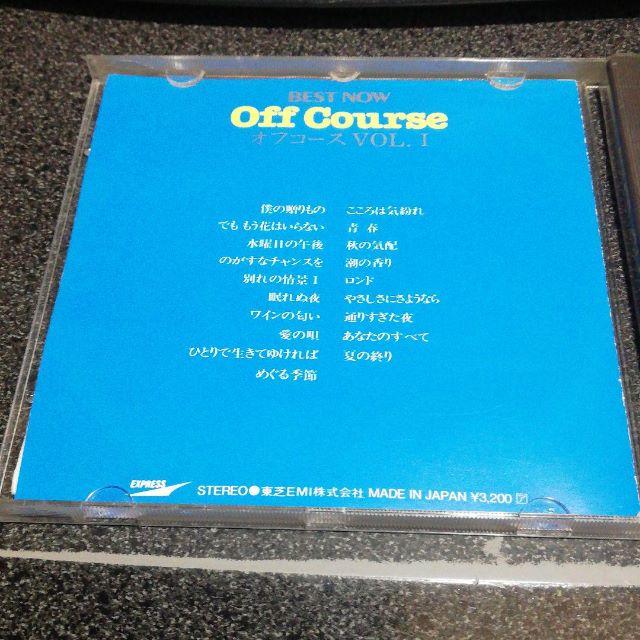 BEST NOW
Off Course
オフコース VOL. I
僕の贈りもの
でも もう花はいらない
水曜日の午後
のがすなチャンスを
別れの情景 I
眠れぬ夜
ワインの匂い
愛の唄
ひとりで生きてゆければ
めぐる季節
こころは気紛れ
青春
秋の気配
潮の香り
ロンド
やさしさにさようなら
通りすぎた夜
あなたのすべて
夏の終り
EXPRESS
STEREO●東芝EMI株式会社 MADE IN JAPAN ¥3,200